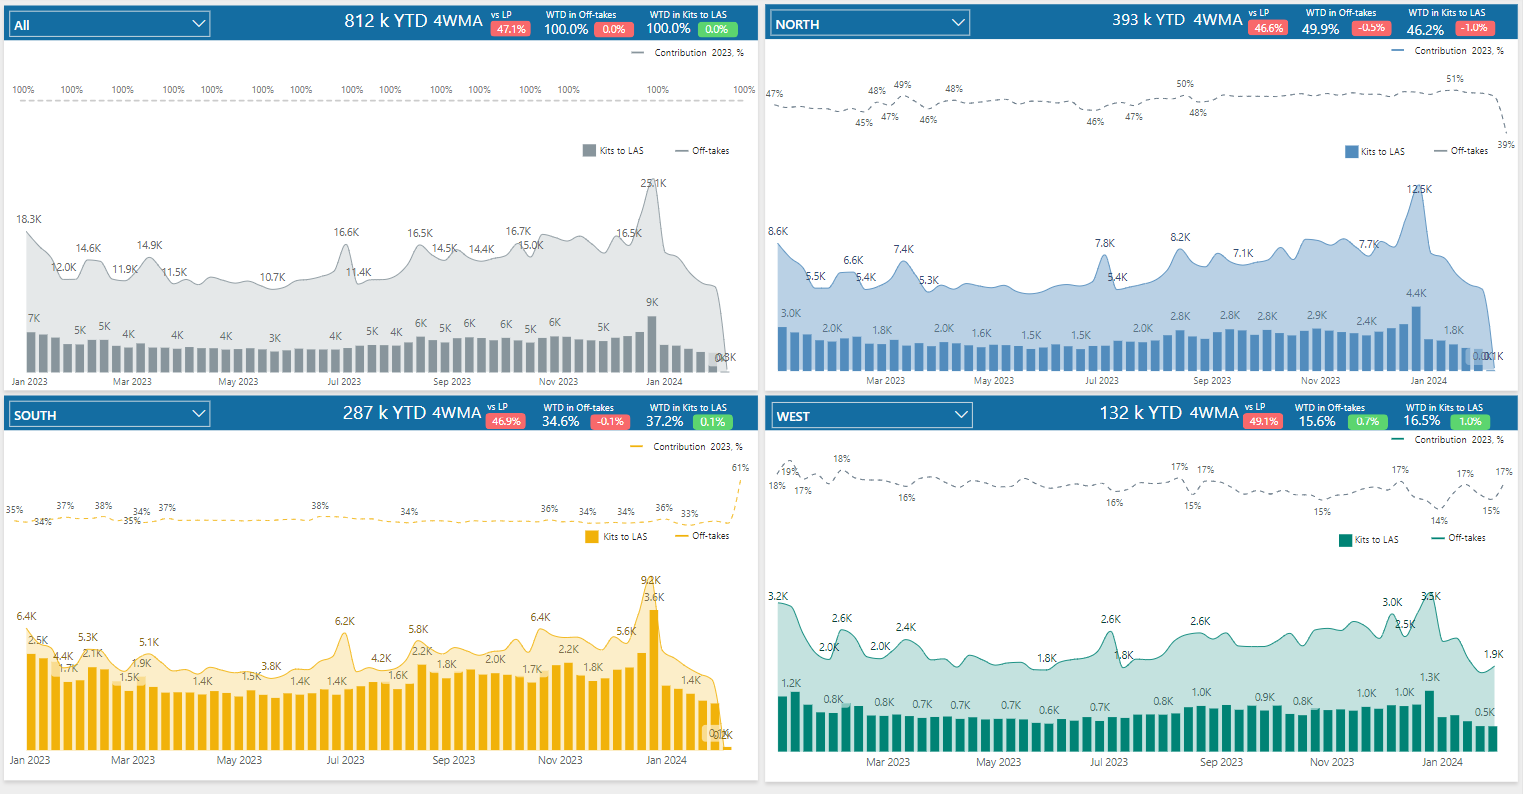 All
812 k YTD 4WMA
vs LP
47.1%
WTD in Off-takes
100.0%
0.0%
WTD in Kits to LAS
100.0%
0.0%
Contribution 2023, %
100% 100% 100% 100% 100% 100% 100% 100% 100% 100% 100% 100% 100% 100%
Kits to LAS
Off-takes
18.3K 12.0K 14.6K 11.9K 14.9K 11.5K 10.7K 16.6K 11.4K 16.5K 14.5K 14.4K 16.7K 15.0K 16.5K 25.1K
7K 5K 5K 4K 4K 4K 3K 4K 5K 4K 6K 5K 6K 6K 5K 6K 5K 9K
Jan 2023 Mar 2023 May 2023 Jul 2023 Sep 2023 Nov 2023 Jan 2024
NORTH
393 k YTD 4WMA
vs LP
46.6%
WTD in Off-takes
49.9%
-0.5%
WTD in Kits to LAS
46.2%
-1.0%
Contribution 2023, %
47% 45% 48% 47% 49% 46% 48% 46% 47% 50% 48% 51% 39%
Kits to LAS
Off-takes
8.6K 5.5K 6.6K 5.4K 7.4K 5.3K 7.8K 5.4K 8.2K 7.1K 7.7K 12.5K
3.0K 2.0K 1.8K 2.0K 1.6K 1.5K 1.5K 2.0K 2.8K 2.8K 2.8K 2.9K 2.4K 4.4K 1.8K 0.1K
Mar 2023 May 2023 Jul 2023 Sep 2023 Nov 2023 Jan 2024
SOUTH
287 k YTD 4WMA
vs LP
46.9%
WTD in Off-takes
34.6%
-0.1%
WTD in Kits to LAS
37.2%
0.1%
Contribution 2023, %
35% 34% 37% 38% 35% 34% 37% 38% 34% 36% 34% 34% 36% 33% 61%
Kits to LAS
Off-takes
6.4K 4.4K 5.3K 5.1K 3.8K 6.2K 4.2K 5.8K 6.4K 5.6K 9.2K
2.5K 1.7K 2.1K 1.5K 1.9K 1.4K 1.5K 1.4K 1.4K 1.6K 2.2K 1.8K 2.0K 1.7K 2.2K 1.8K 3.6K 1.4K 0.2K
Jan 2023 Mar 2023 May 2023 Jul 2023 Sep 2023 Nov 2023 Jan 2024
WEST
132 k YTD 4WMA
vs LP
49.1%
WTD in Off-takes
15.6%
0.7%
WTD in Kits to LAS
16.5%
1.0%
Contribution 2023, %
18% 19% 17% 18% 16% 16% 17% 15% 17% 15% 17% 14% 17% 15% 17%
Kits to LAS
Off-takes
3.2K 2.0K 2.6K 2.0K 2.4K 1.8K 2.6K 1.8K 2.6K 3.0K 2.5K 3.5K 1.9K
1.2K 0.8K 0.8K 0.7K 0.7K 0.7K 0.6K 0.7K 0.8K 1.0K 0.9K 0.8K 1.0K 1.0K 1.3K 0.5K
Mar 2023 May 2023 Jul 2023 Sep 2023 Nov 2023 Jan 2024